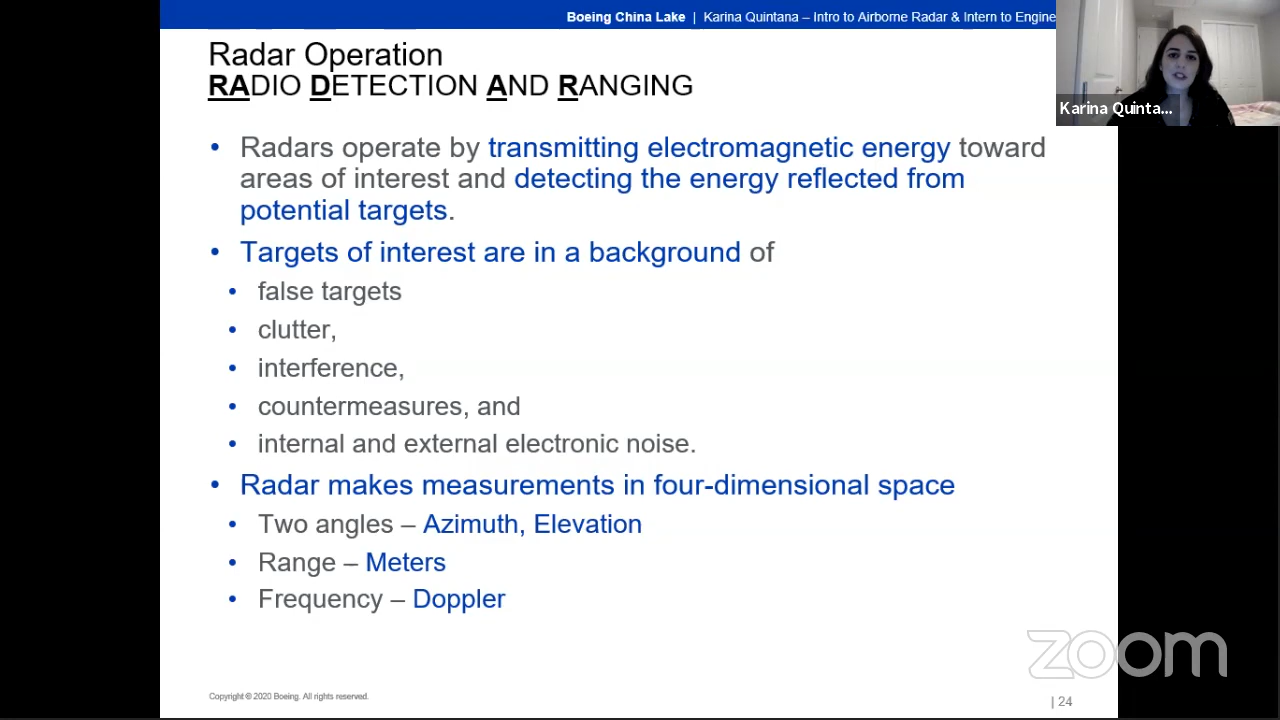 Boeing China Lake | Karina Quintana – Intro to Airborne Radar & Intern to Engine
Karina Quinta...
Radar Operation
RADIO DETECTION AND RANGING
• Radars operate by transmitting electromagnetic energy toward
areas of interest and detecting the energy reflected from
potential targets.
• Targets of interest are in a background of
• false targets
• clutter,
• interference,
• countermeasures, and
• internal and external electronic noise.
• Radar makes measurements in four-dimensional space
• Two angles – Azimuth, Elevation
• Range – Meters
• Frequency – Doppler
zoom
Copyright © 2020 Boeing. All rights reserved.
| 24